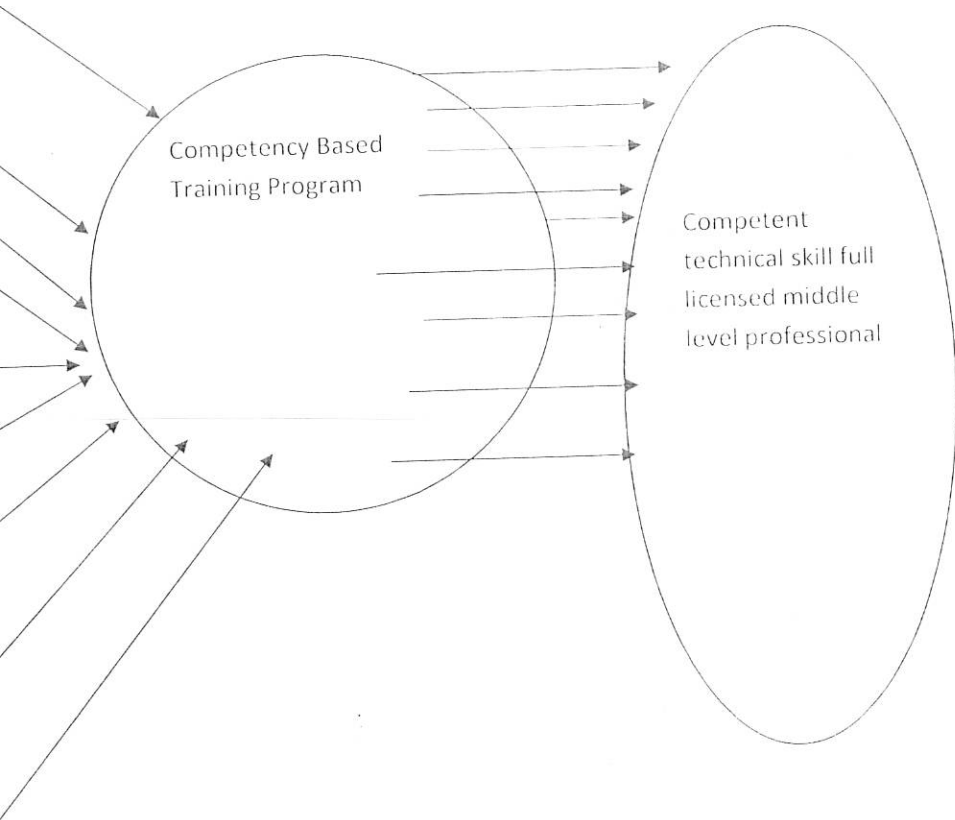 Competency Based
Training Program
Competent
technical skill full
licensed middle
level professional